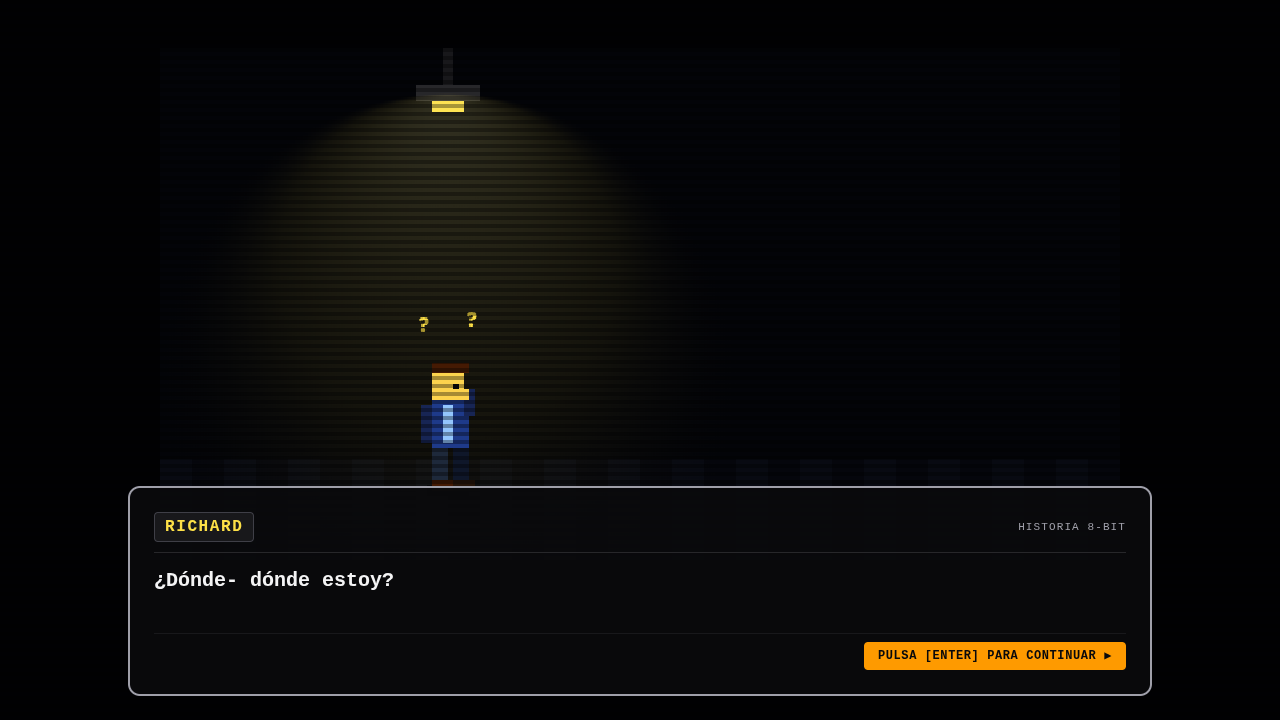 ? ?
RICHARD
HISTORIA 8-BIT
¿Dónde- dónde estoy?
PULSA [ENTER] PARA CONTINUAR ▶